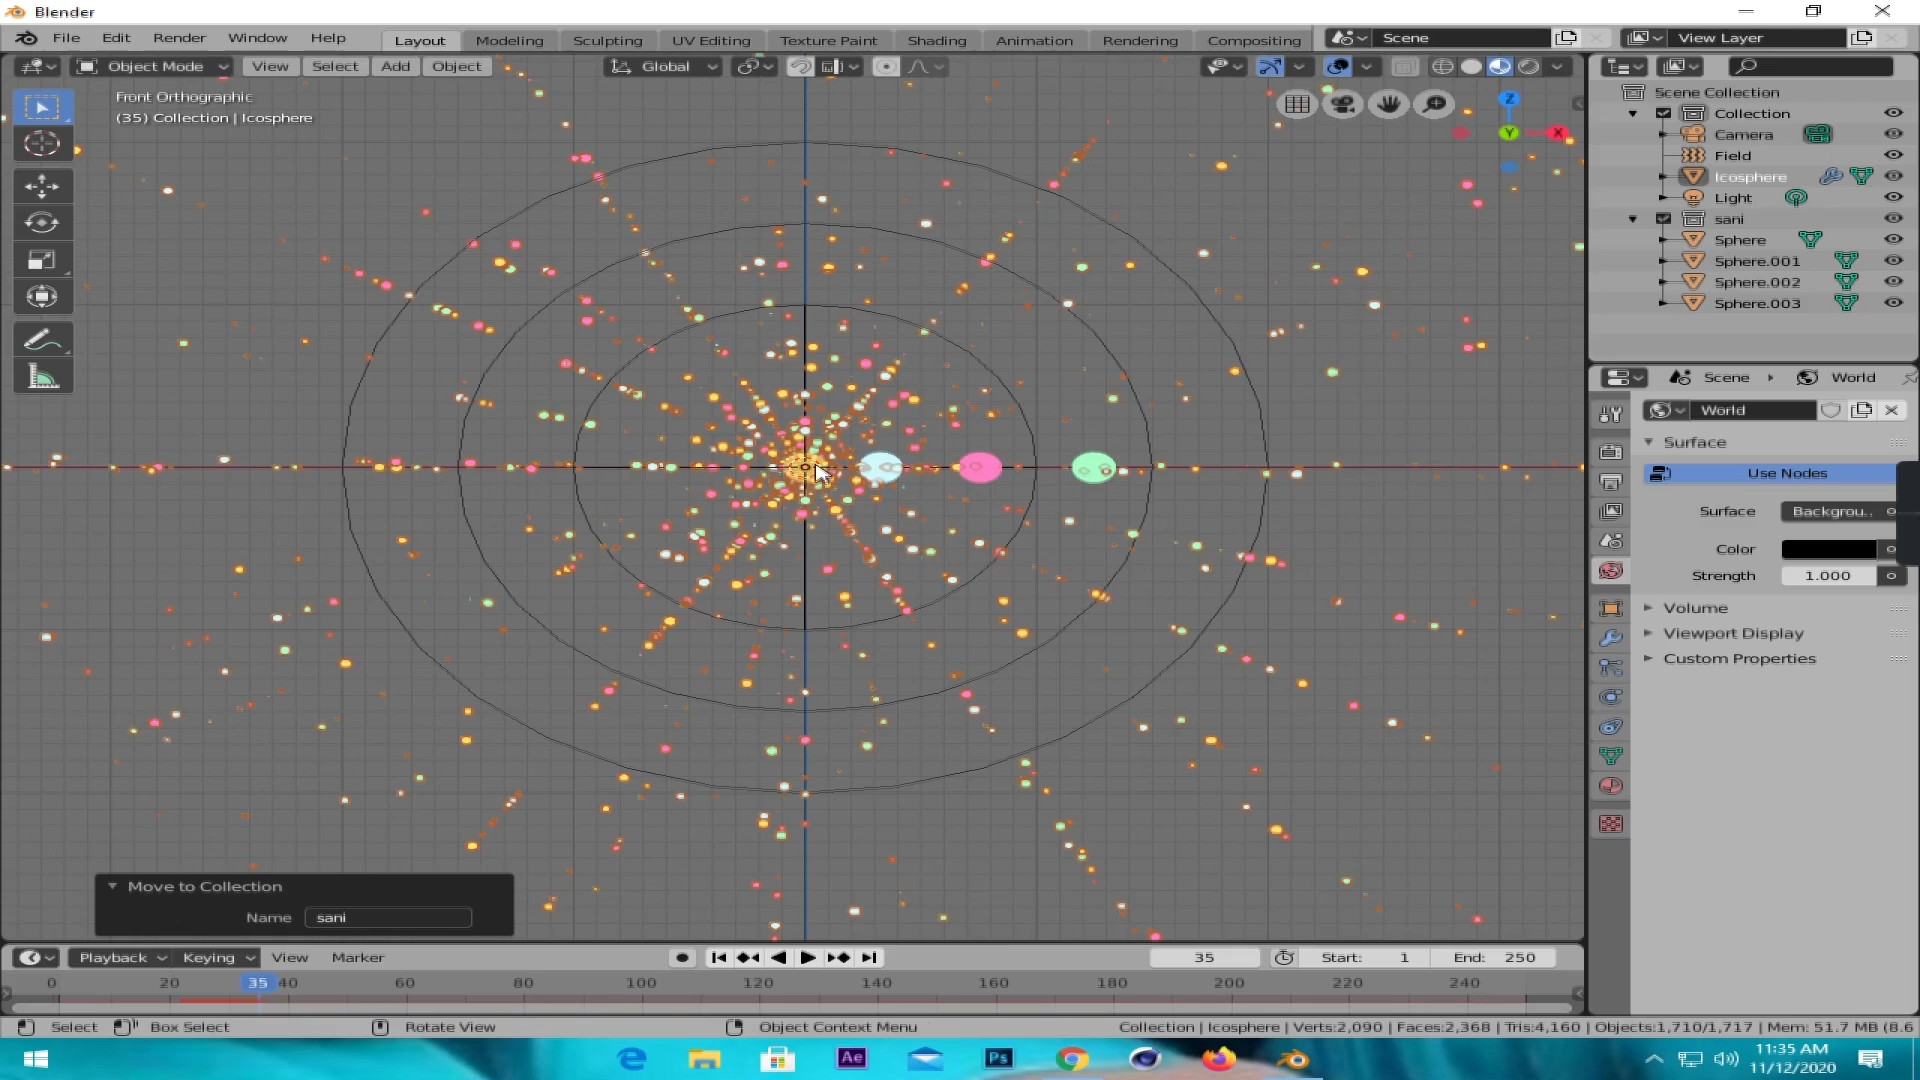 Blender
File Edit Render Window Help Layout Modeling Sculpting UV Editing Texture Paint Shading Animation Rendering Compositing Scene View Layer
Object Mode View Select Add Object Global
Front Orthographic
(35) Collection | Icosphere
Z
Y
X
Scene Collection
Collection
Camera
Field
Icosphere
Light
sani
Sphere
Sphere.001
Sphere.002
Sphere.003
Scene World
World
Surface
Use Nodes
Surface Backgrou..
Color
Strength 1.000
Volume
Viewport Display
Custom Properties
Move to Collection
Name sani
Playback Keying View Marker 35 Start: 1 End: 250
0 20 35 40 60 80 100 120 140 160 180 200 220 240
Select Box Select Rotate View Object Context Menu Collection | Icosphere | Verts:2,090 | Faces:2,368 | Tris:4,160 | Objects:1,710/1,717 | Mem: 51.7 MB (8.6
Ae Ps
11:35 AM
11/12/2020